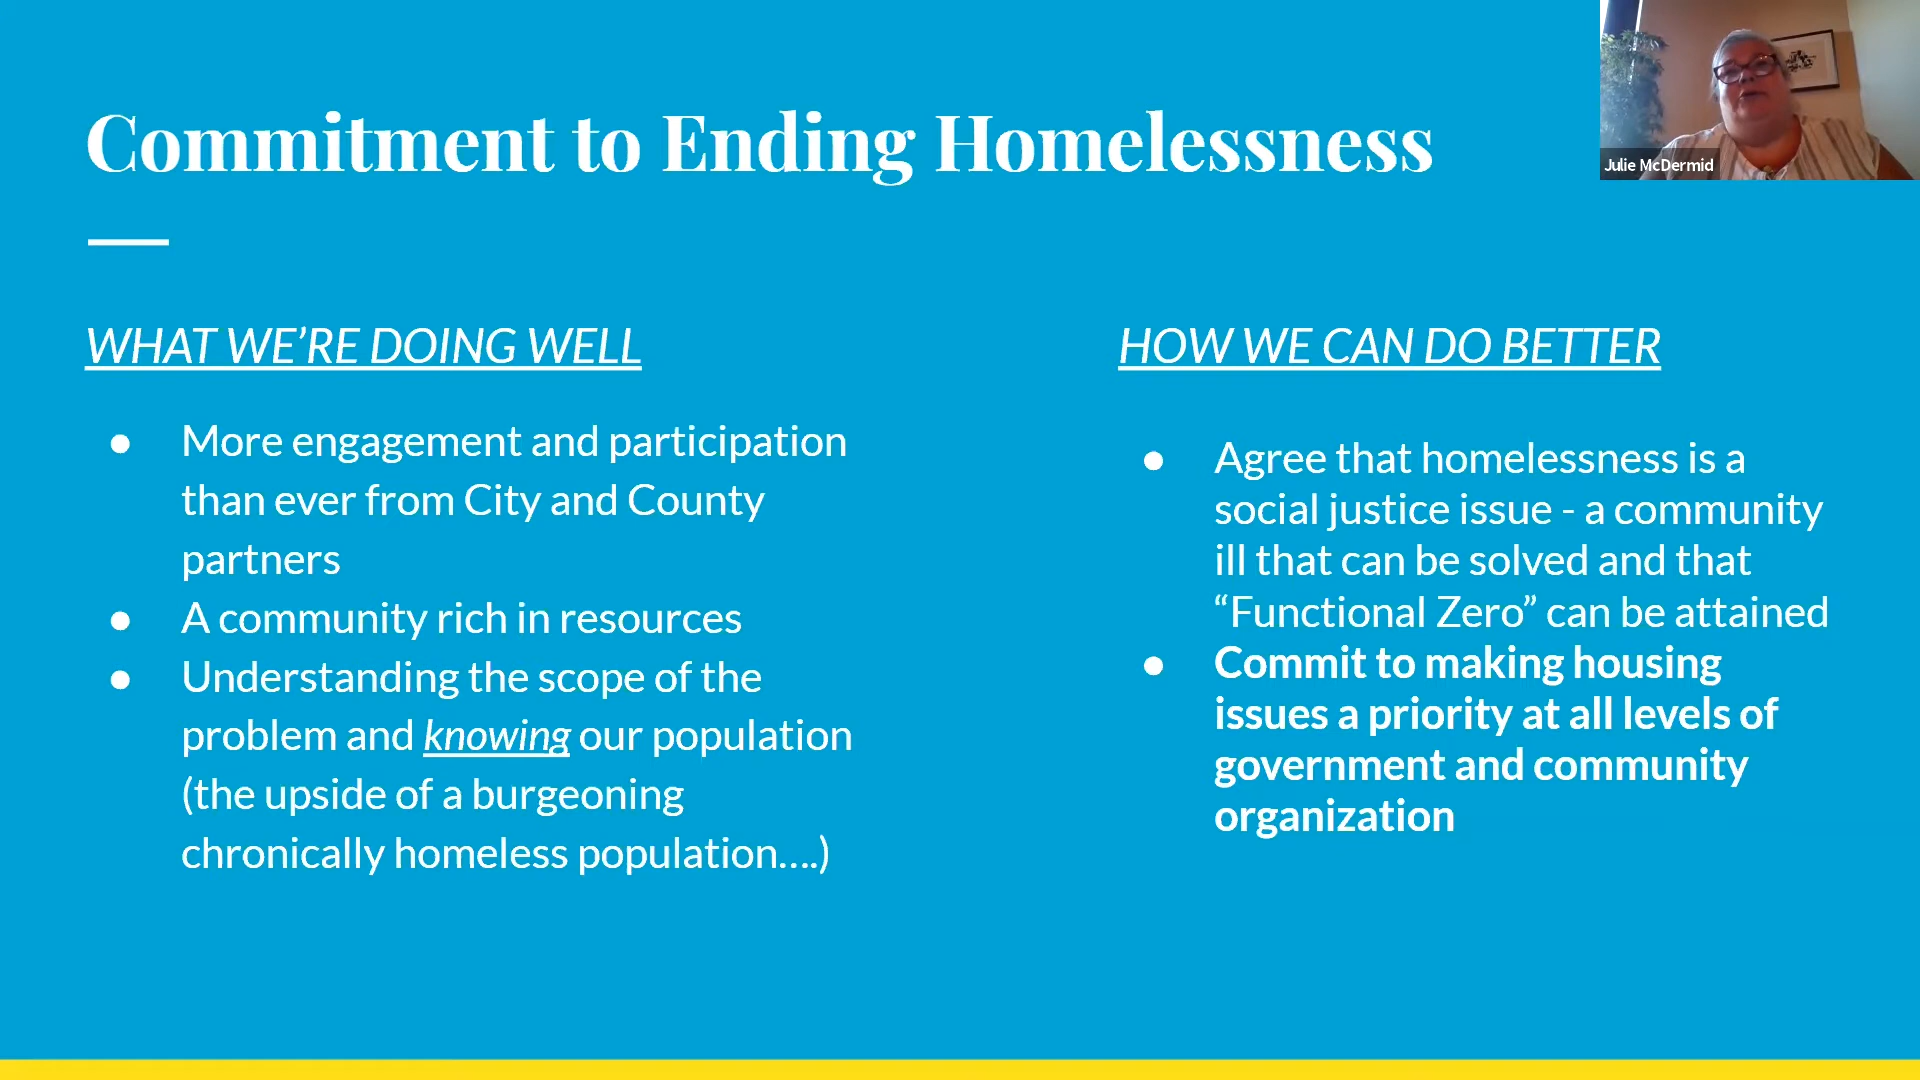 Commitment to Ending Homelessness
Julie McDermid
WHAT WE’RE DOING WELL
● More engagement and participation
than ever from City and County
partners
● A community rich in resources
● Understanding the scope of the
problem and knowing our population
(the upside of a burgeoning
chronically homeless population....)
HOW WE CAN DO BETTER
● Agree that homelessness is a
social justice issue - a community
ill that can be solved and that
“Functional Zero” can be attained
● Commit to making housing
issues a priority at all levels of
government and community
organization